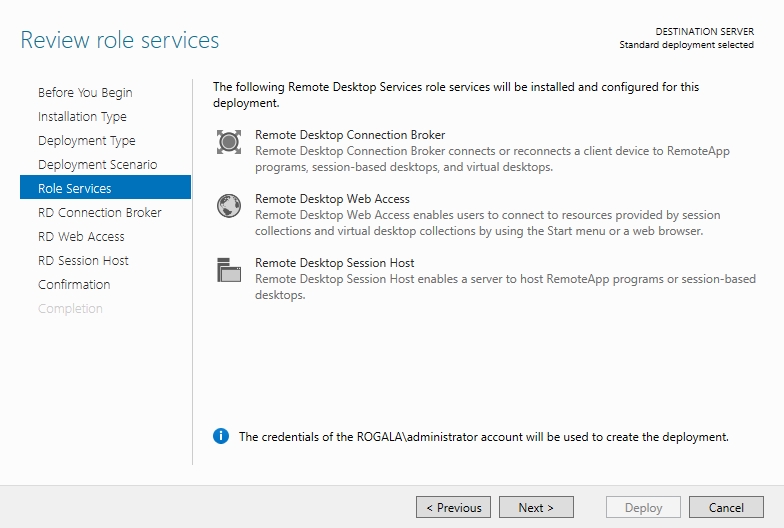 Review role services
DESTINATION SERVER
Standard deployment selected
Before You Begin
Installation Type
Deployment Type
Deployment Scenario
Role Services
RD Connection Broker
RD Web Access
RD Session Host
Confirmation
Completion
The following Remote Desktop Services role services will be installed and configured for this
deployment.
Remote Desktop Connection Broker
Remote Desktop Connection Broker connects or reconnects a client device to RemoteApp
programs, session-based desktops, and virtual desktops.
Remote Desktop Web Access
Remote Desktop Web Access enables users to connect to resources provided by session
collections and virtual desktop collections by using the Start menu or a web browser.
Remote Desktop Session Host
Remote Desktop Session Host enables a server to host RemoteApp programs or session-based
desktops.
The credentials of the ROGALA\administrator account will be used to create the deployment.
< Previous
Next >
Deploy
Cancel